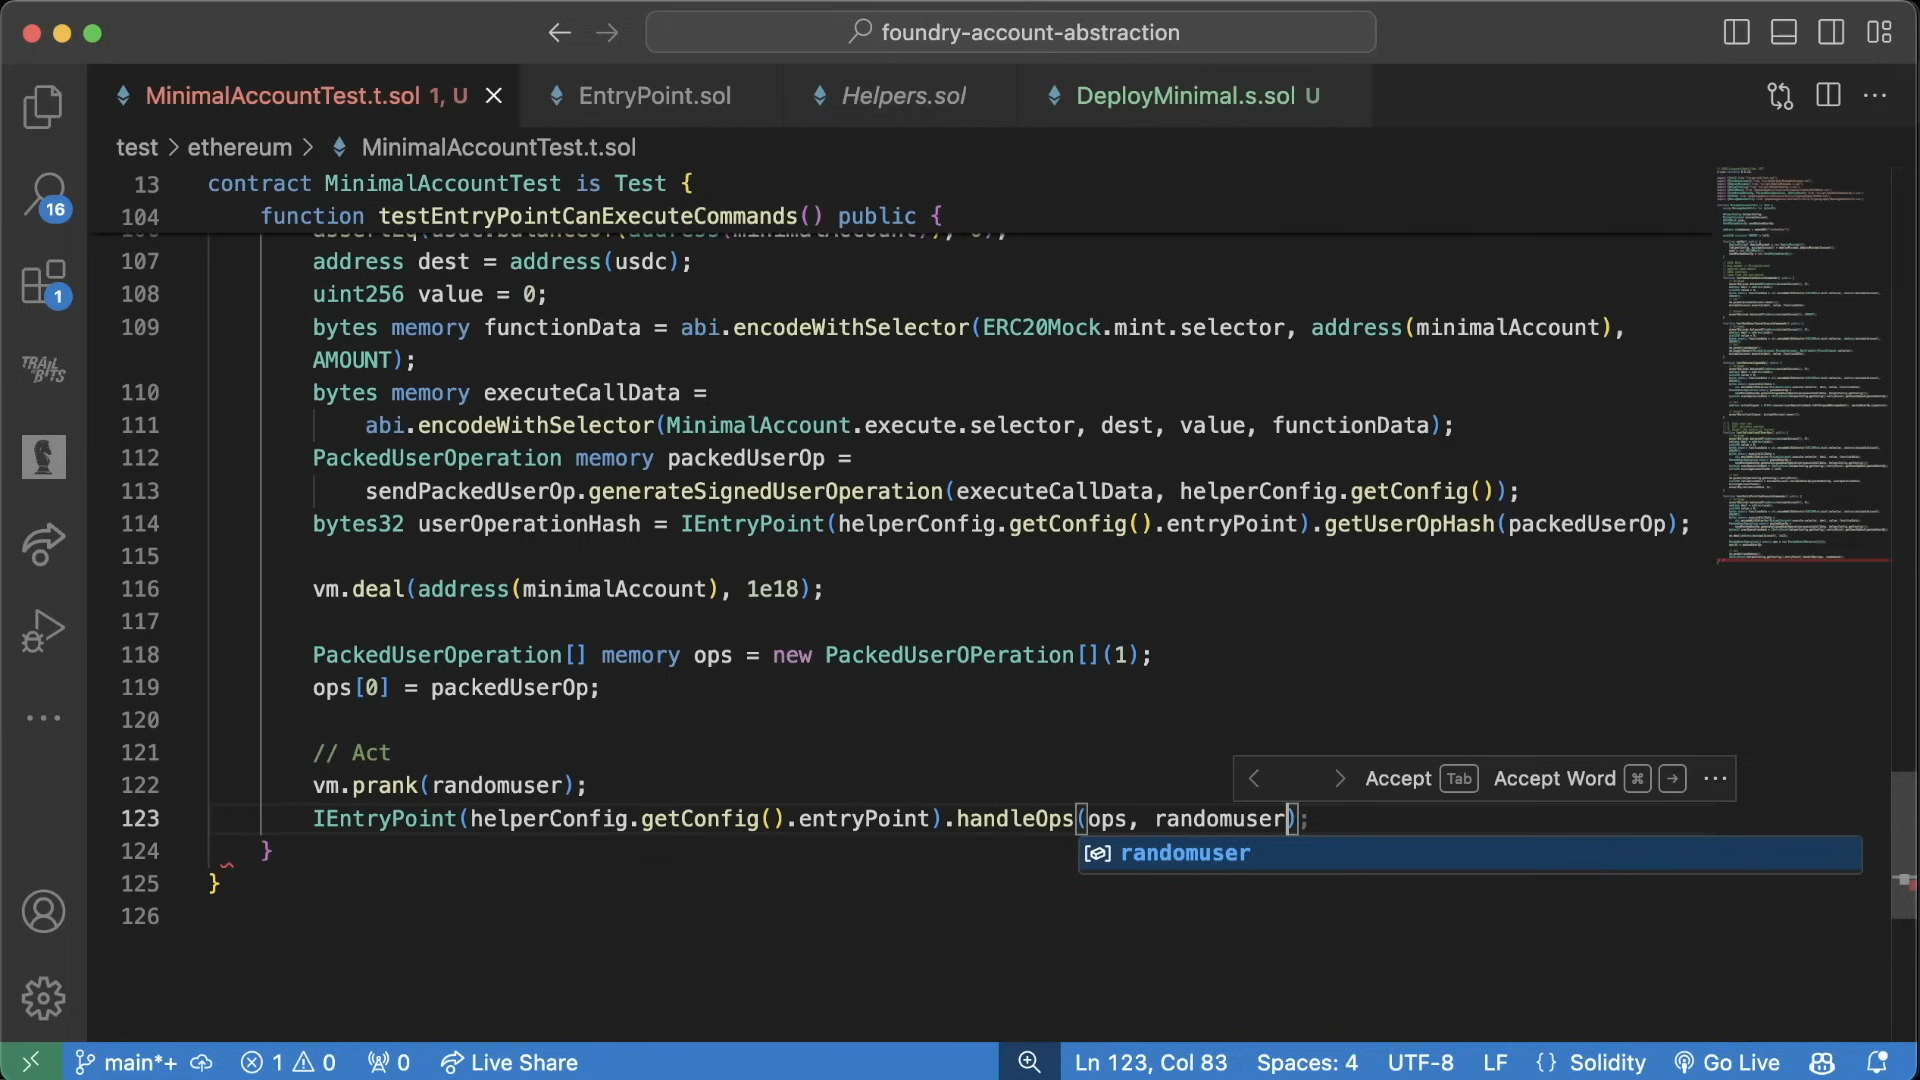 foundry-account-abstraction
MinimalAccountTest.t.sol 1, U
EntryPoint.sol
Helpers.sol
DeployMinimal.s.sol U
test > ethereum > MinimalAccountTest.t.sol
16
1
TRAIL OF BITS
13 contract MinimalAccountTest is Test {
104 function testEntryPointCanExecuteCommands() public {
107 address dest = address(usdc);
108 uint256 value = 0;
109 bytes memory functionData = abi.encodeWithSelector(ERC20Mock.mint.selector, address(minimalAccount),
AMOUNT);
110 bytes memory executeCallData =
111 abi.encodeWithSelector(MinimalAccount.execute.selector, dest, value, functionData);
112 PackedUserOperation memory packedUserOp =
113 sendPackedUserOp.generateSignedUserOperation(executeCallData, helperConfig.getConfig());
114 bytes32 userOperationHash = IEntryPoint(helperConfig.getConfig().entryPoint).getUserOpHash(packedUserOp);
115
116 vm.deal(address(minimalAccount), 1e18);
117
118 PackedUserOperation[] memory ops = new PackedUserOPeration[](1);
119 ops[0] = packedUserOp;
120
121 // Act
122 vm.prank(randomuser);
Accept Tab Accept Word ⌘ → ···
123 IEntryPoint(helperConfig.getConfig().entryPoint).handleOps(ops, randomuser);
randomuser
124 }
125 }
126
main*+ 1 0 0 Live Share Ln 123, Col 83 Spaces: 4 UTF-8 LF {} Solidity Go Live